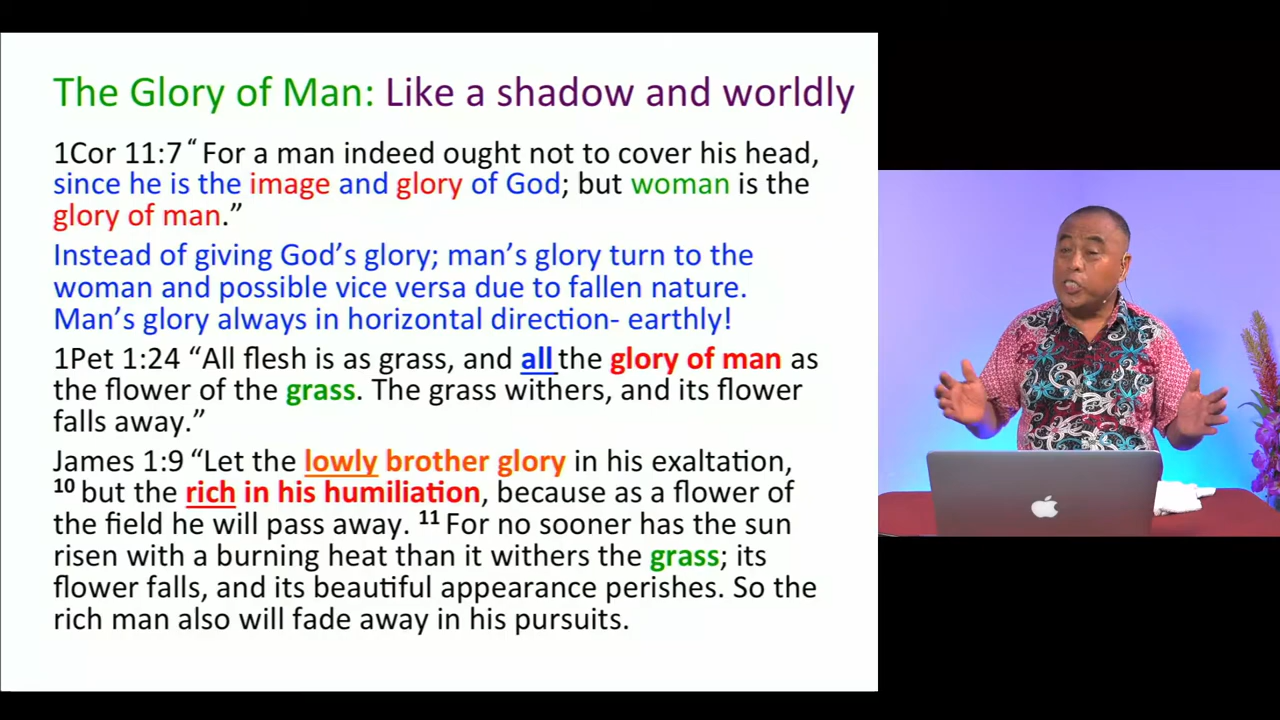 The Glory of Man: Like a shadow and worldly
1Cor 11:7 “ For a man indeed ought not to cover his head,
since he is the image and glory of God; but woman is the
glory of man.”
Instead of giving God’s glory; man’s glory turn to the
woman and possible vice versa due to fallen nature.
Man’s glory always in horizontal direction- earthly!
1Pet 1:24 “All flesh is as grass, and all the glory of man as
the flower of the grass. The grass withers, and its flower
falls away.”
James 1:9 “Let the lowly brother glory in his exaltation,
10 but the rich in his humiliation, because as a flower of
the field he will pass away. 11 For no sooner has the sun
risen with a burning heat than it withers the grass; its
flower falls, and its beautiful appearance perishes. So the
rich man also will fade away in his pursuits.